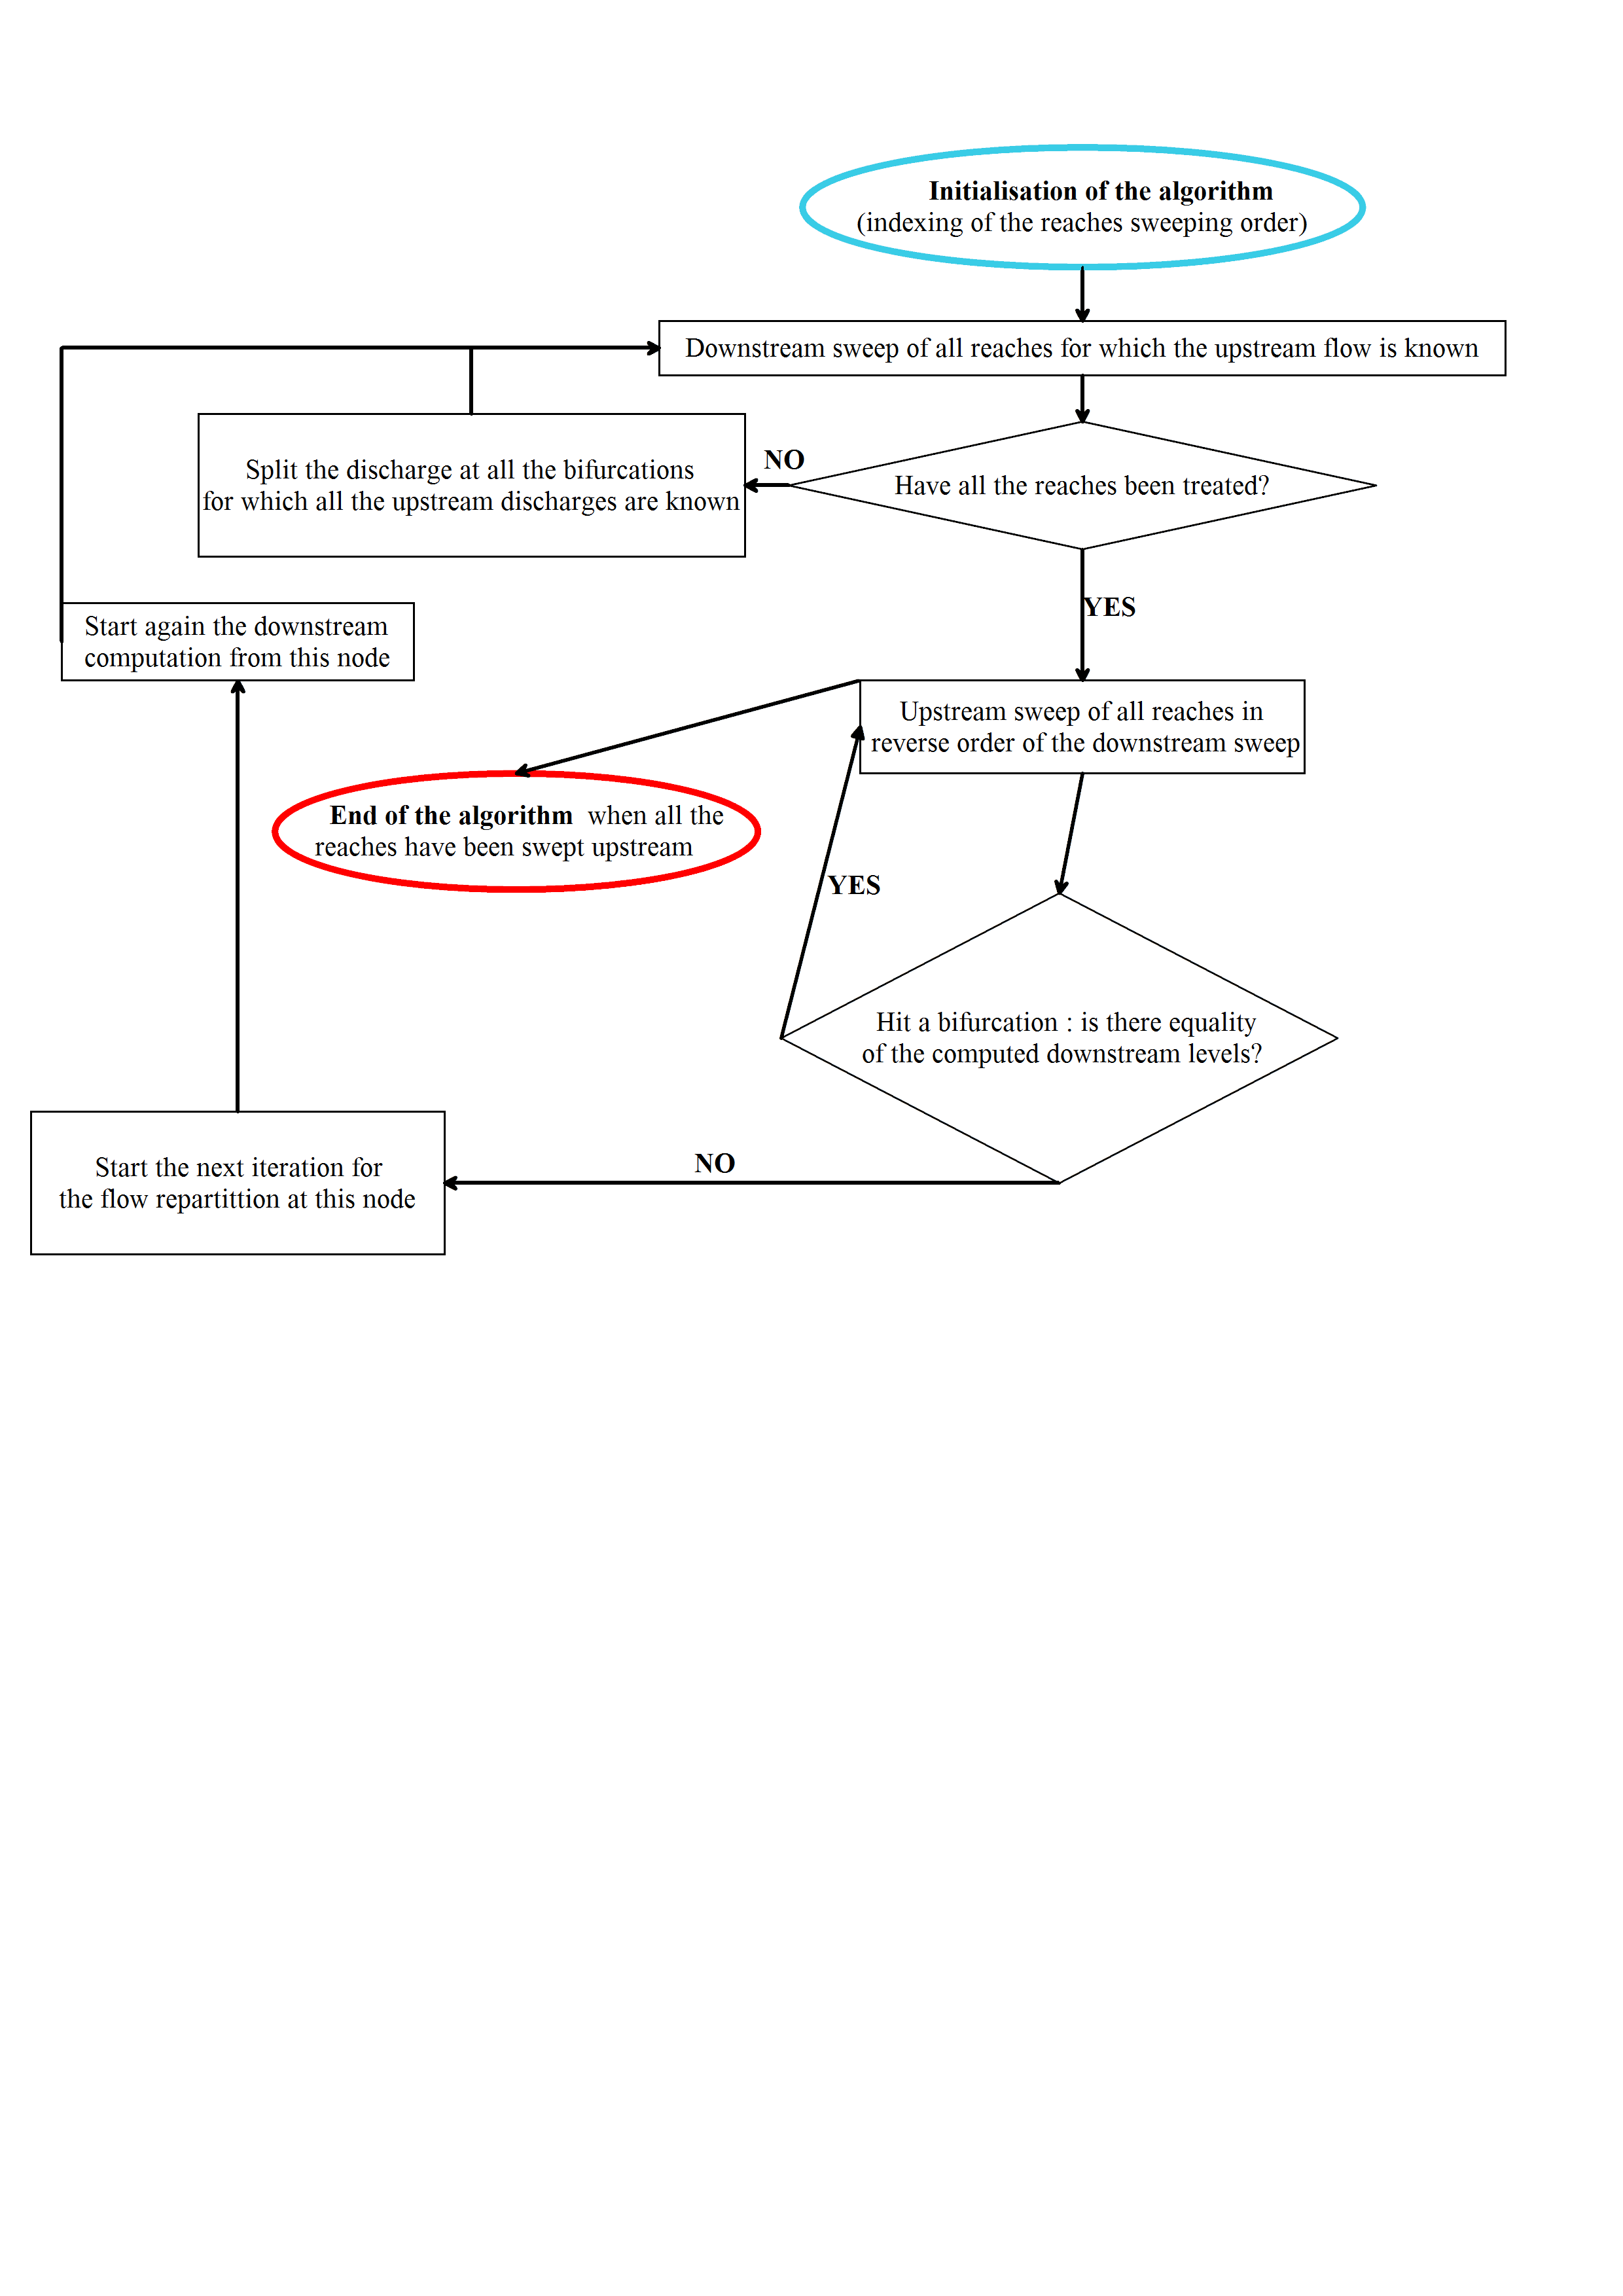 Initialisation of the algorithm
(indexing of the reaches sweeping order)
Downstream sweep of all reaches for which the upstream flow is known
Split the discharge at all the bifurcations
for which all the upstream discharges are known
NO
Have all the reaches been treated?
YES
Start again the downstream
computation from this node
Upstream sweep of all reaches in
reverse order of the downstream sweep
End of the algorithm when all the
reaches have been swept upstream
YES
Hit a bifurcation : is there equality
of the computed downstream levels?
NO
Start the next iteration for
the flow repartittion at this node